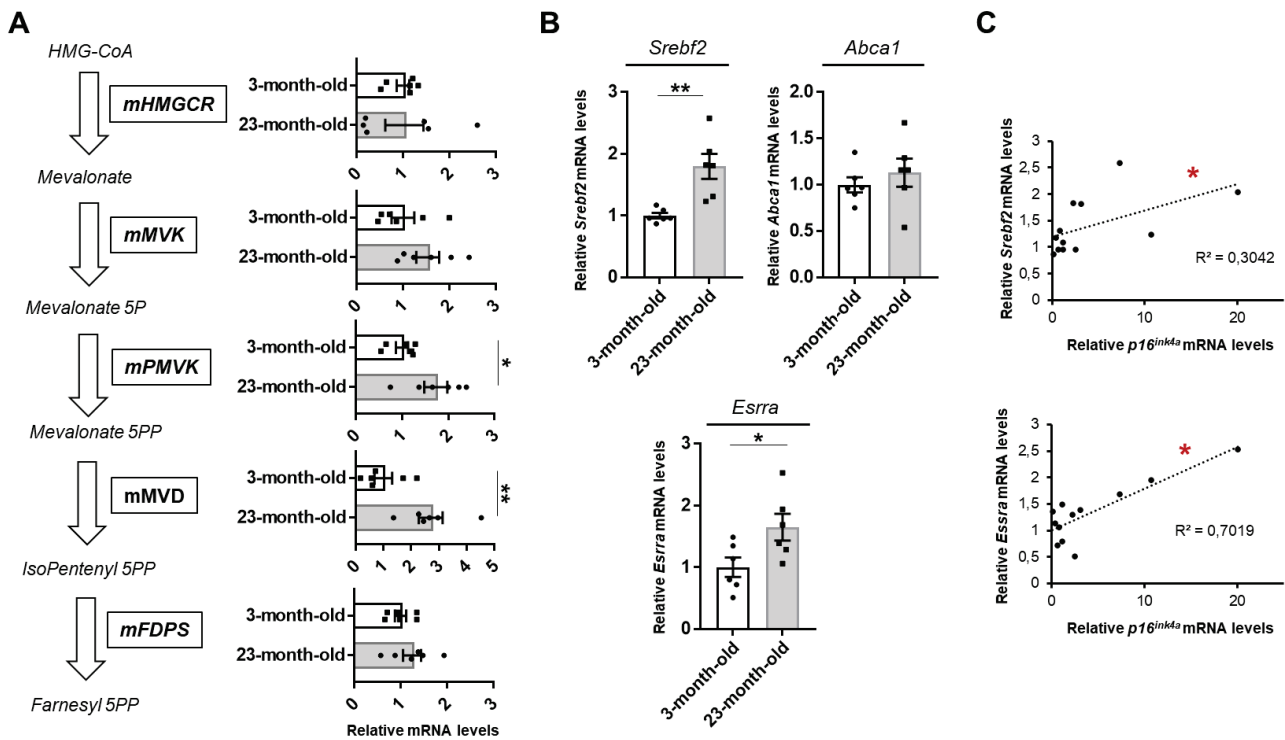 A
HMG-CoA
mHMGCR
Mevalonate
mMVK
Mevalonate 5P
mPMVK
Mevalonate 5PP
mMVD
IsoPentenyl 5PP
mFDPS
Farnesyl 5PP
3-month-old
23-month-old
0 1 2 3
3-month-old
23-month-old
0 1 2 3
3-month-old
23-month-old
*
0 1 2 3
3-month-old
23-month-old
**
0 1 2 3 4 5
3-month-old
23-month-old
0 1 2 3
Relative mRNA levels
B
Srebf2
**
Relative Srebf2 mRNA levels
3
2
1
0
3-month-old
23-month-old
Abca1
Relative Abca1 mRNA levels
2.0
1.5
1.0
0.5
0.0
3-month-old
23-month-old
Esrra
*
Relative Esrra mRNA levels
3
2
1
0
3-month-old
23-month-old
C
Relative Srebf2 mRNA levels
3
2,5
2
1,5
1
0,5
0
*
R² = 0,3042
0 10 20
Relative p16ink4a mRNA levels
Relative Essra mRNA levels
3
2,5
2
1,5
1
0,5
0
*
R² = 0,7019
0 10 20
Relative p16ink4a mRNA levels